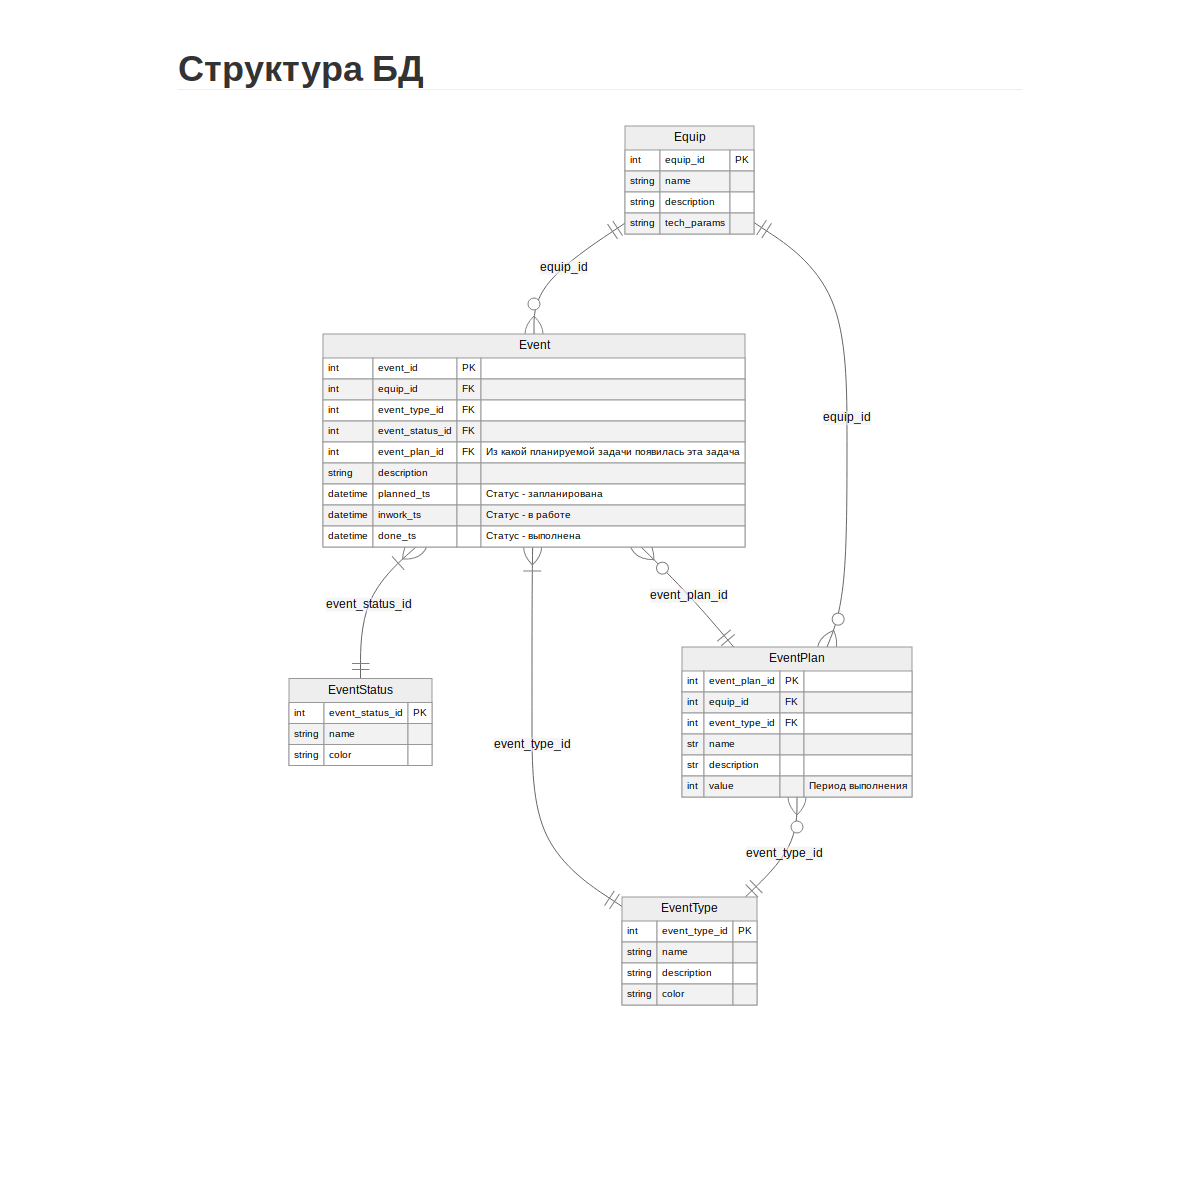 Структура БД
Equip
int equip_id PK
string name
string description
string tech_params
equip_id
Event
int event_id PK
int equip_id FK
int event_type_id FK
int event_status_id FK
int event_plan_id FK Из какой планируемой задачи появилась эта задача
string description
datetime planned_ts Статус - запланирована
datetime inwork_ts Статус - в работе
datetime done_ts Статус - выполнена
equip_id
event_status_id
event_plan_id
EventStatus
int event_status_id PK
string name
string color
event_type_id
EventPlan
int event_plan_id PK
int equip_id FK
int event_type_id FK
str name
str description
int value Период выполнения
event_type_id
EventType
int event_type_id PK
string name
string description
string color